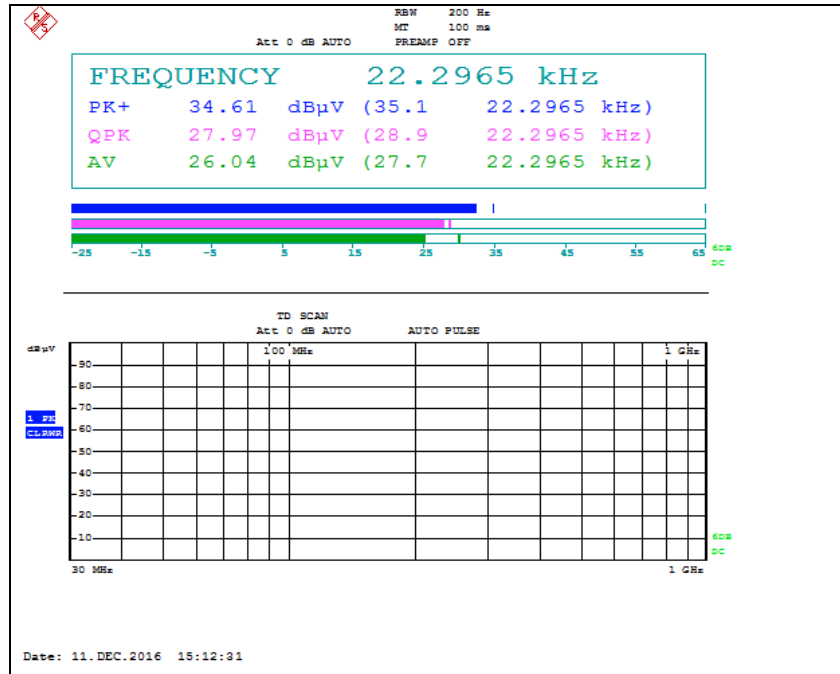 R S
RBW 200 Hz
MT 100 ms
Att 0 dB AUTO PREAMP OFF
FREQUENCY 22.2965 kHz
PK+ 34.61 dBµV (35.1 22.2965 kHz)
QPK 27.97 dBµV (28.9 22.2965 kHz)
AV 26.04 dBµV (27.7 22.2965 kHz)
-25 -15 -5 5 15 25 35 45 55 65
6DB
DC
TD SCAN
Att 0 dB AUTO AUTO PULSE
dBµV
100 MHz 1 GHz
90
80
70
1 PK
CLRWR
60
50
40
30
20
10
6DB
DC
30 MHz 1 GHz
Date: 11.DEC.2016 15:12:31